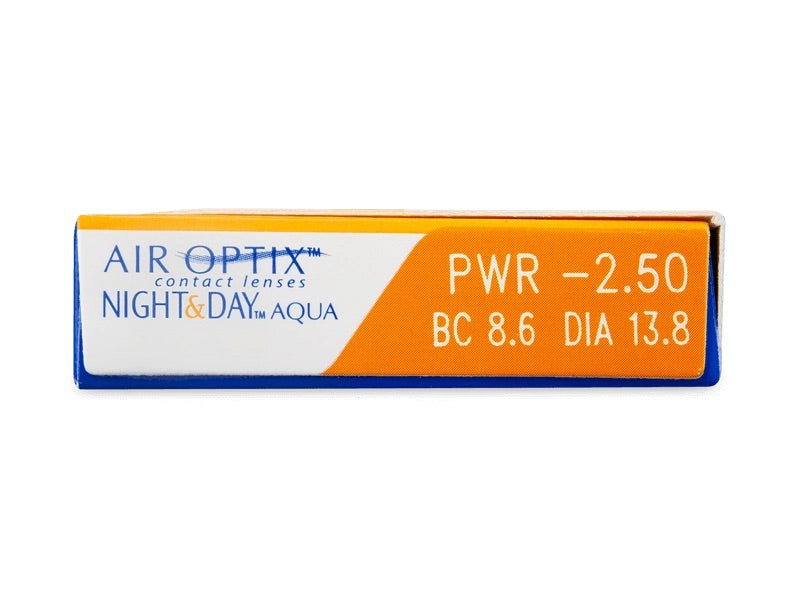 AIR OPTIX™
contact lenses
NIGHT&DAY™ AQUA
PWR -2.50
BC 8.6 DIA 13.8